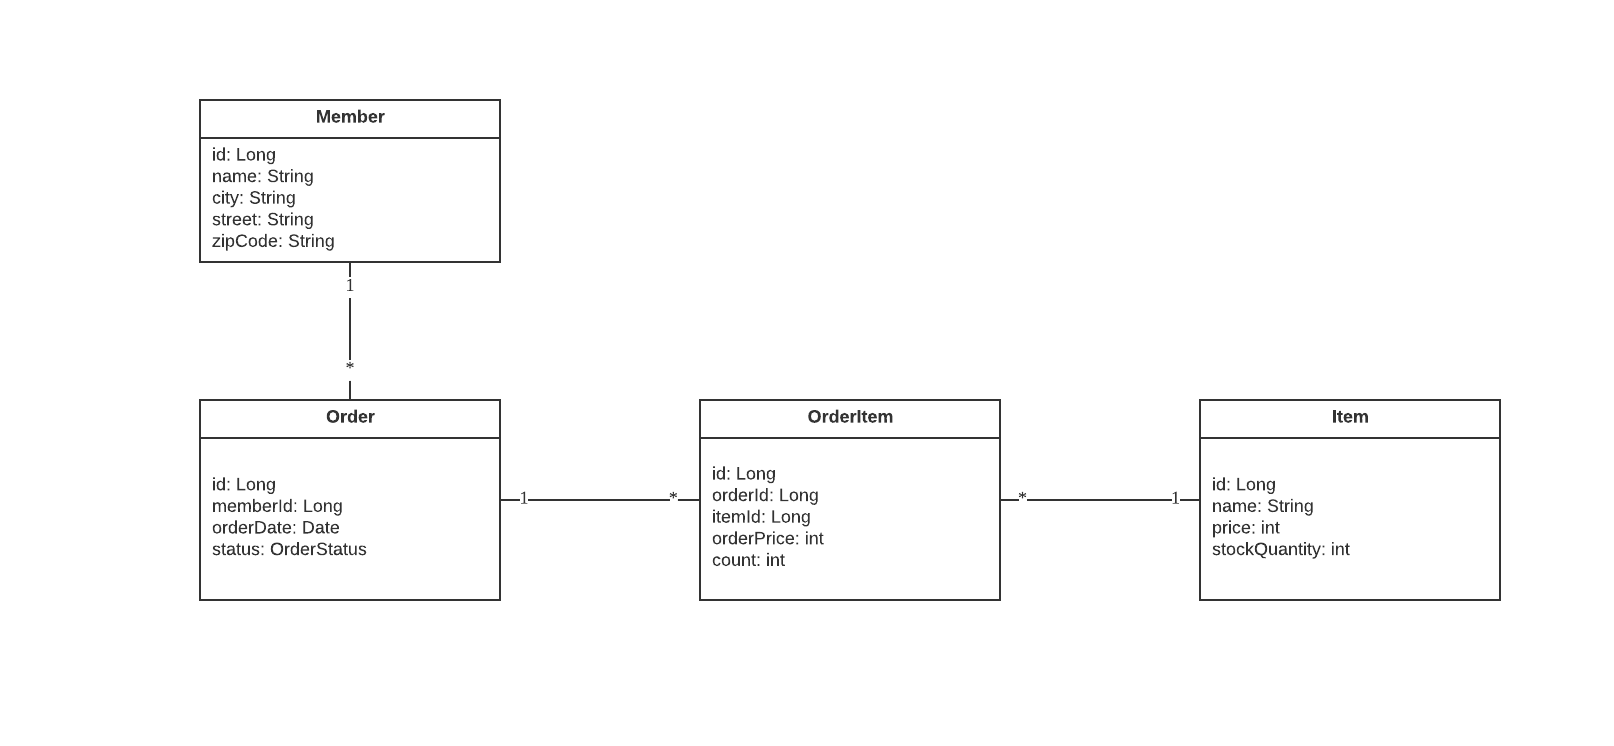 Member
id: Long
name: String
city: String
street: String
zipCode: String
1
*
Order
id: Long
memberId: Long
orderDate: Date
status: OrderStatus
1
*
OrderItem
id: Long
orderId: Long
itemId: Long
orderPrice: int
count: int
*
1
Item
id: Long
name: String
price: int
stockQuantity: int